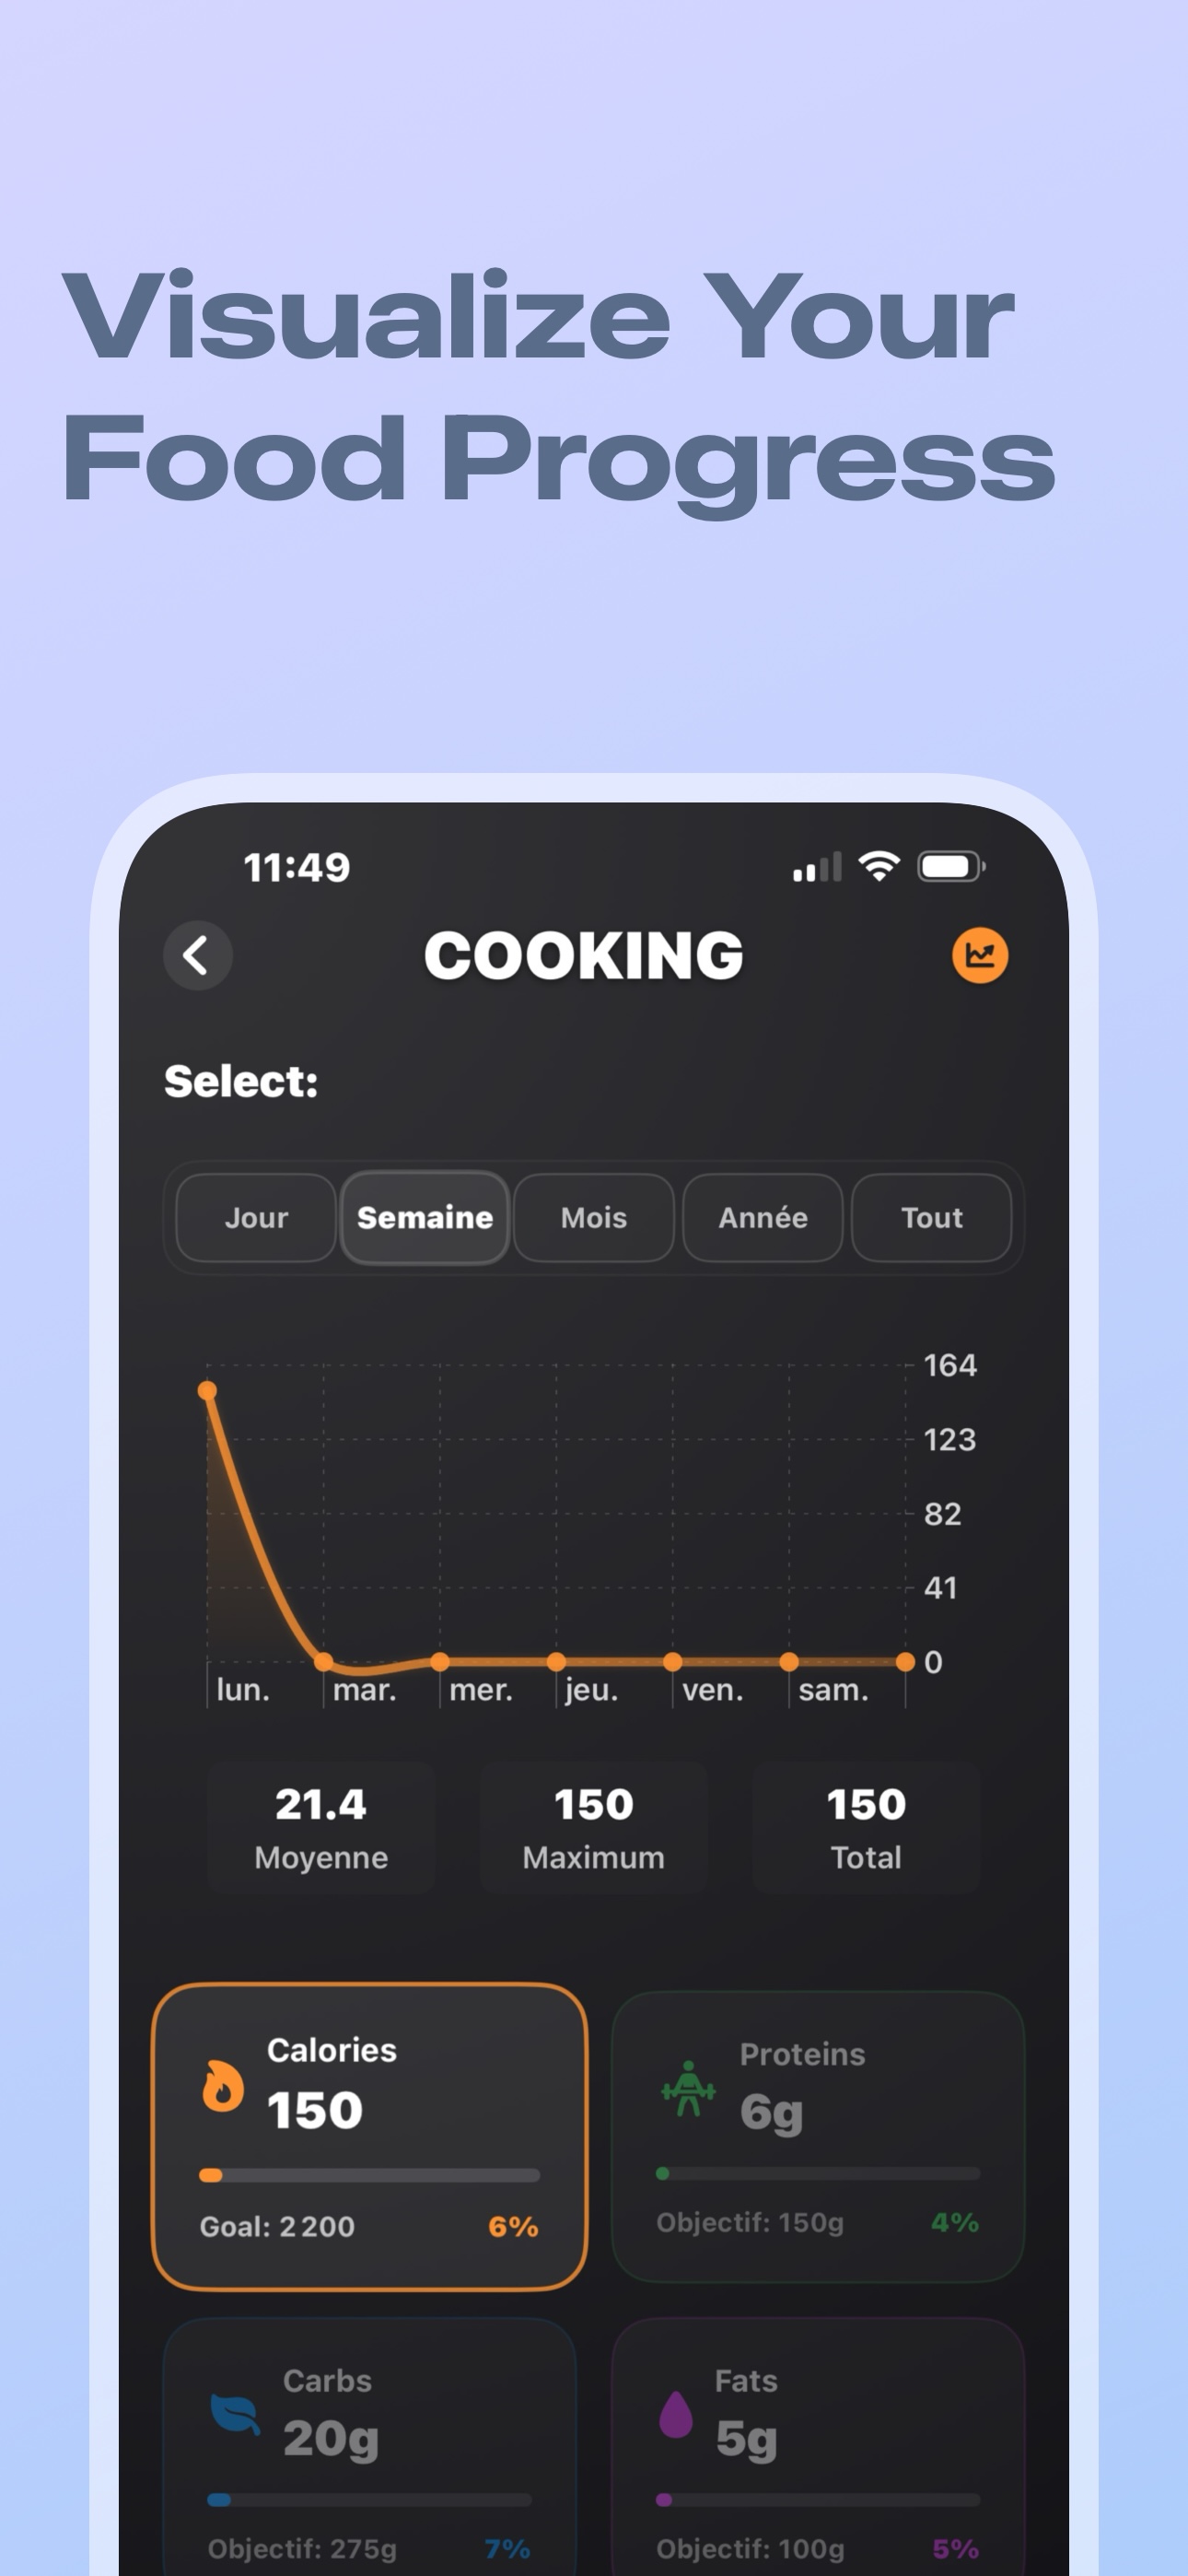 Visualize Your
Food Progress
11:49
COOKING
Select:
Jour Semaine Mois Année Tout
164
123
82
41
0
lun. mar. mer. jeu. ven. sam.
21.4 150 150
Moyenne Maximum Total
Calories
150
Goal: 2 200 6%
Proteins
6g
Objectif: 150g 4%
Carbs
20g
Objectif: 275g 7%
Fats
5g
Objectif: 100g 5%